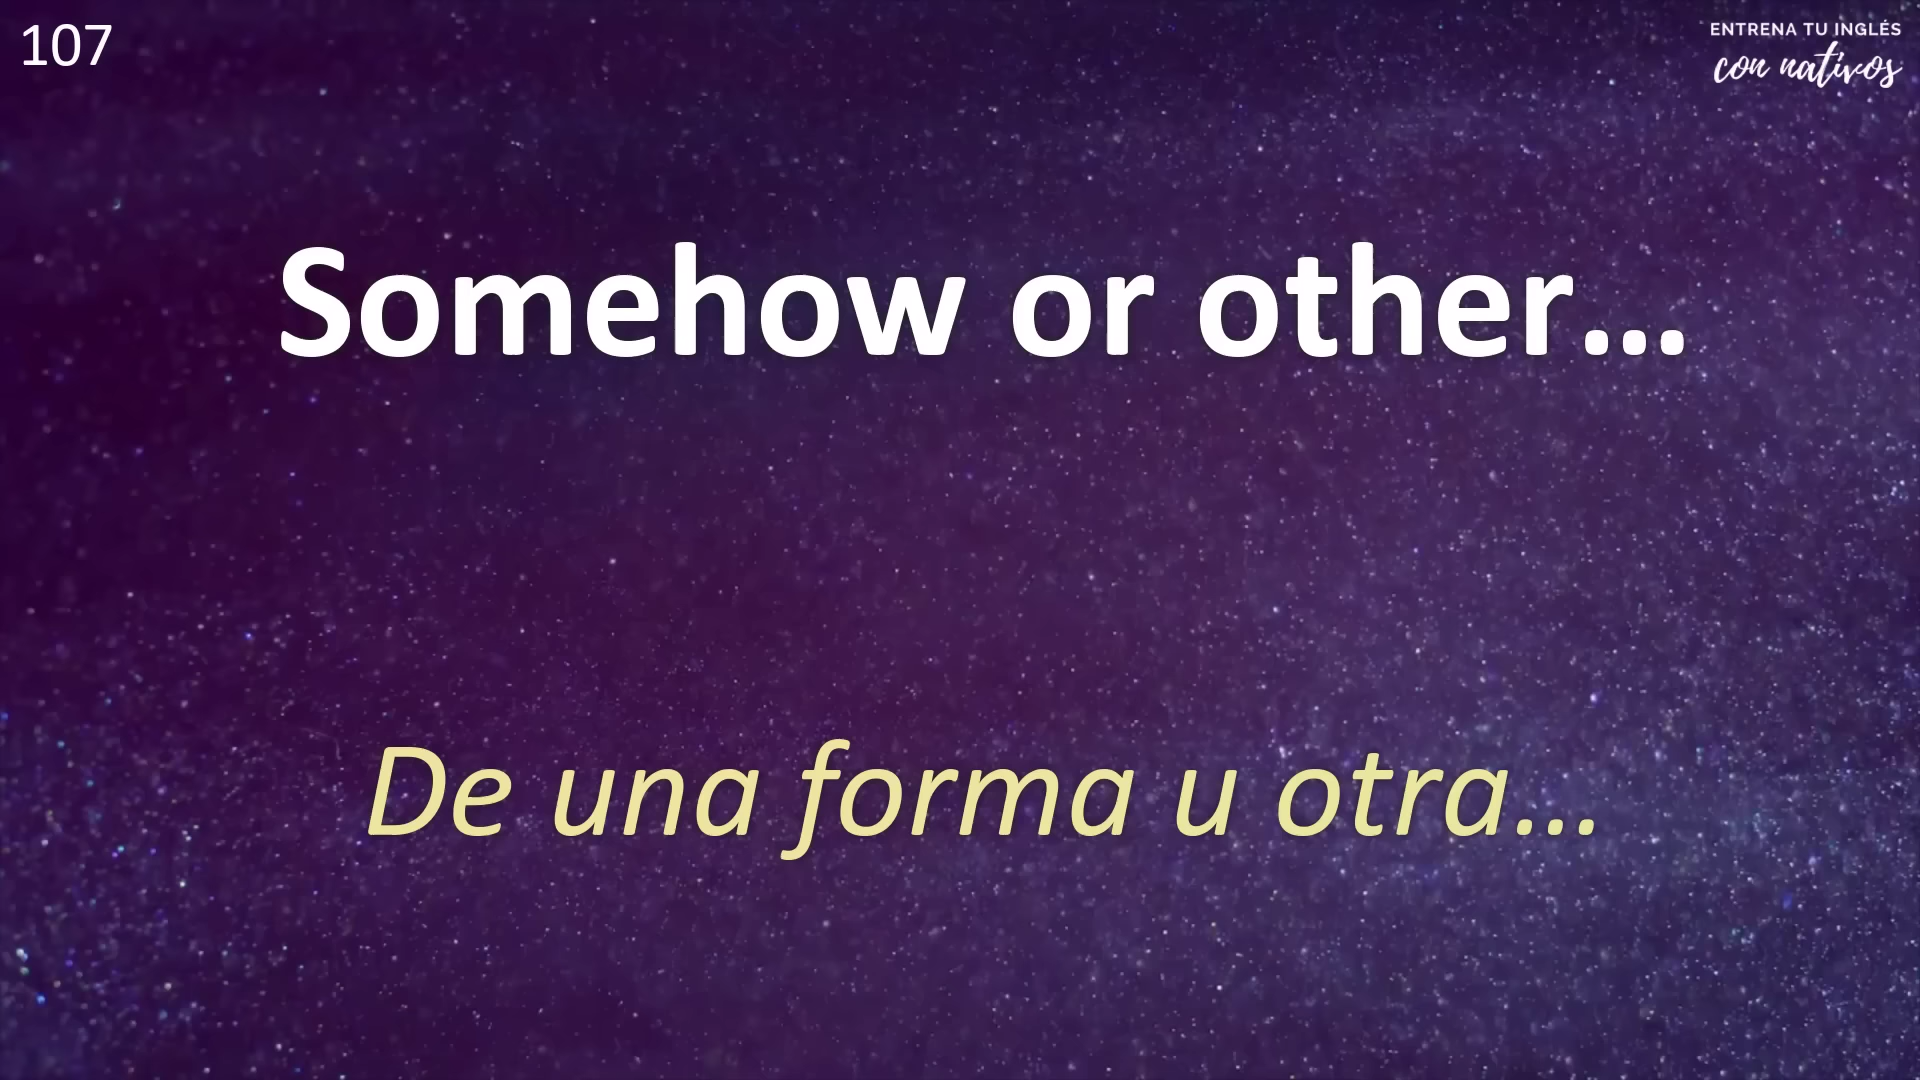 107
ENTRENA TU INGLÉS
con nativos
Somehow or other...
De una forma u otra...